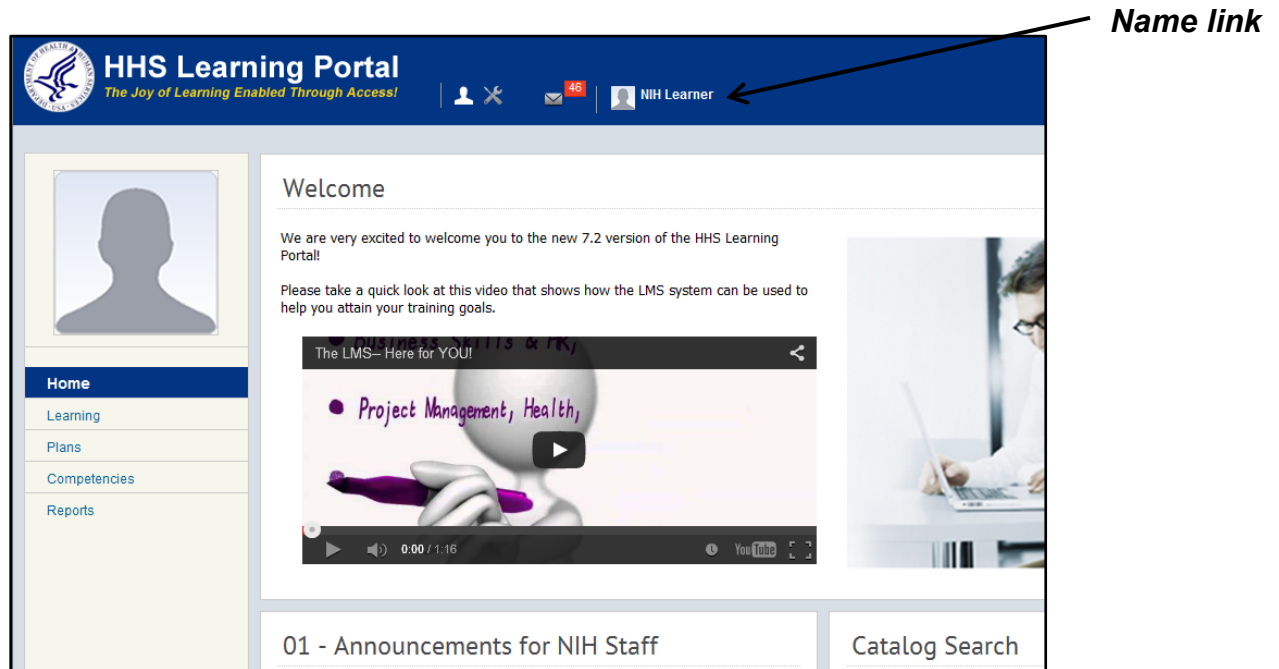 Name link
HHS Learning Portal
The Joy of Learning Enabled Through Access!
46
NIH Learner
Welcome
We are very excited to welcome you to the new 7.2 version of the HHS Learning
Portal!
Please take a quick look at this video that shows how the LMS system can be used to
help you attain your training goals.
Business Skills & HR,
The LMS-- Here for YOU!
Project Management, Health,
0:00 / 1:16
YouTube
Home
Learning
Plans
Competencies
Reports
01 - Announcements for NIH Staff
Catalog Search